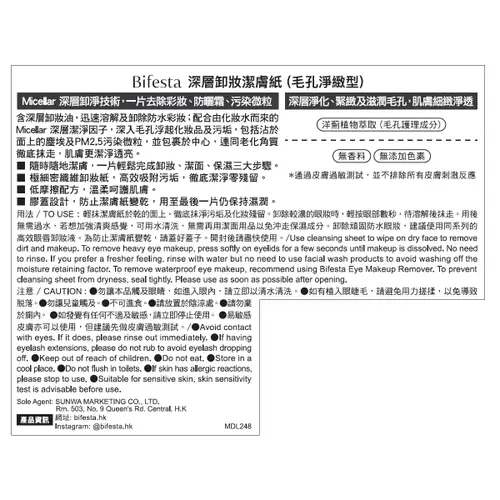 Bifesta 深層卸妝潔膚紙 (毛孔淨緻型)
Micellar 深層卸淨技術,一片去除彩妝、防曬霜、污染微粒
深層淨化、緊緻及滋潤毛孔,肌膚細緻淨透
含深層卸妝油,迅速溶解及卸除防水彩妝;配合由化妝水而來的
Micellar 深層潔淨因子,深入毛孔浮起化妝品及污垢,包括沾於
面上的塵埃及PM2.5污染微粒,並包裹於中心,連同老化角質
徹底抹走,肌膚更潔淨透亮。
■ 隨時隨地潔膚,一片輕鬆完成卸妝、潔面、保濕三大步驟。
■ 極細密纖維卸妝紙,高效吸附污垢,徹底潔淨零殘留。
■ 低摩擦配方,溫柔呵護肌膚。
■ 膠蓋設計,防止潔膚紙變乾,用至最後一片仍保持濕潤。
(洋薊植物萃取 (毛孔護理成分))
(無香料) (無添加色素)
*通過皮膚過敏測試,並不排除所有皮膚刺激反應
用法 / TO USE : 輕抹潔膚紙於乾的面上,徹底抹淨污垢及化妝殘留。卸除較濃的眼妝時,輕按眼部數秒,待溶解後抹走。用後
無需過水,若想加強清爽感覺,可用水清洗,無需再用潔面用品以免沖走保濕成分。卸除頑固防水眼妝,建議使用同系列的
高效眼唇卸妝液。為防止潔膚紙變乾,請蓋好蓋子。開封後請盡快使用。/Use cleansing sheet to wipe on dry face to remove
dirt and makeup. To remove heavy eye makeup, press softly on eyelids for a few seconds until makeup is dissolved. No need
to rinse. If you prefer a fresher feeling, rinse with water but no need to use facial wash products to avoid washing off the
moisture retaining factor. To remove waterproof eye makeup, recommend using Bifesta Eye Makeup Remover. To prevent
cleansing sheet from dryness, seal tightly. Please use as soon as possible after opening.
注意 / CAUTION : ●勿讓本品觸及眼睛,如進入眼內,請立即以清水清洗。●如有植入眼睫毛,請避免用力搓揉,以免導致
脫落。●勿讓兒童觸及。●不可進食。●請放置於陰涼處。●請勿棄
於廁內。●如發覺有任何不適及敏感,請立即停止使用。●易敏感
皮膚亦可以使用,但建議先做皮膚過敏測試。/●Avoid contact
with eyes. If it does, please rinse out immediately. ●If having
eyelash extensions, please do not rub to avoid eyelash dropping
off. ●Keep out of reach of children. ●Do not eat. ●Store in a
cool place. ●Do not flush in toilets. ●If skin has allergic reactions,
please stop to use. ●Suitable for sensitive skin, skin sensitivity
test is advisable before use.
Sole Agent: SUNWA MARKETING CO., LTD.
Rm. 503, No. 9 Queen's Rd. Central, H.K
產品資訊 網址: bifesta.hk
Instagram: @bifesta.hk
MDL248